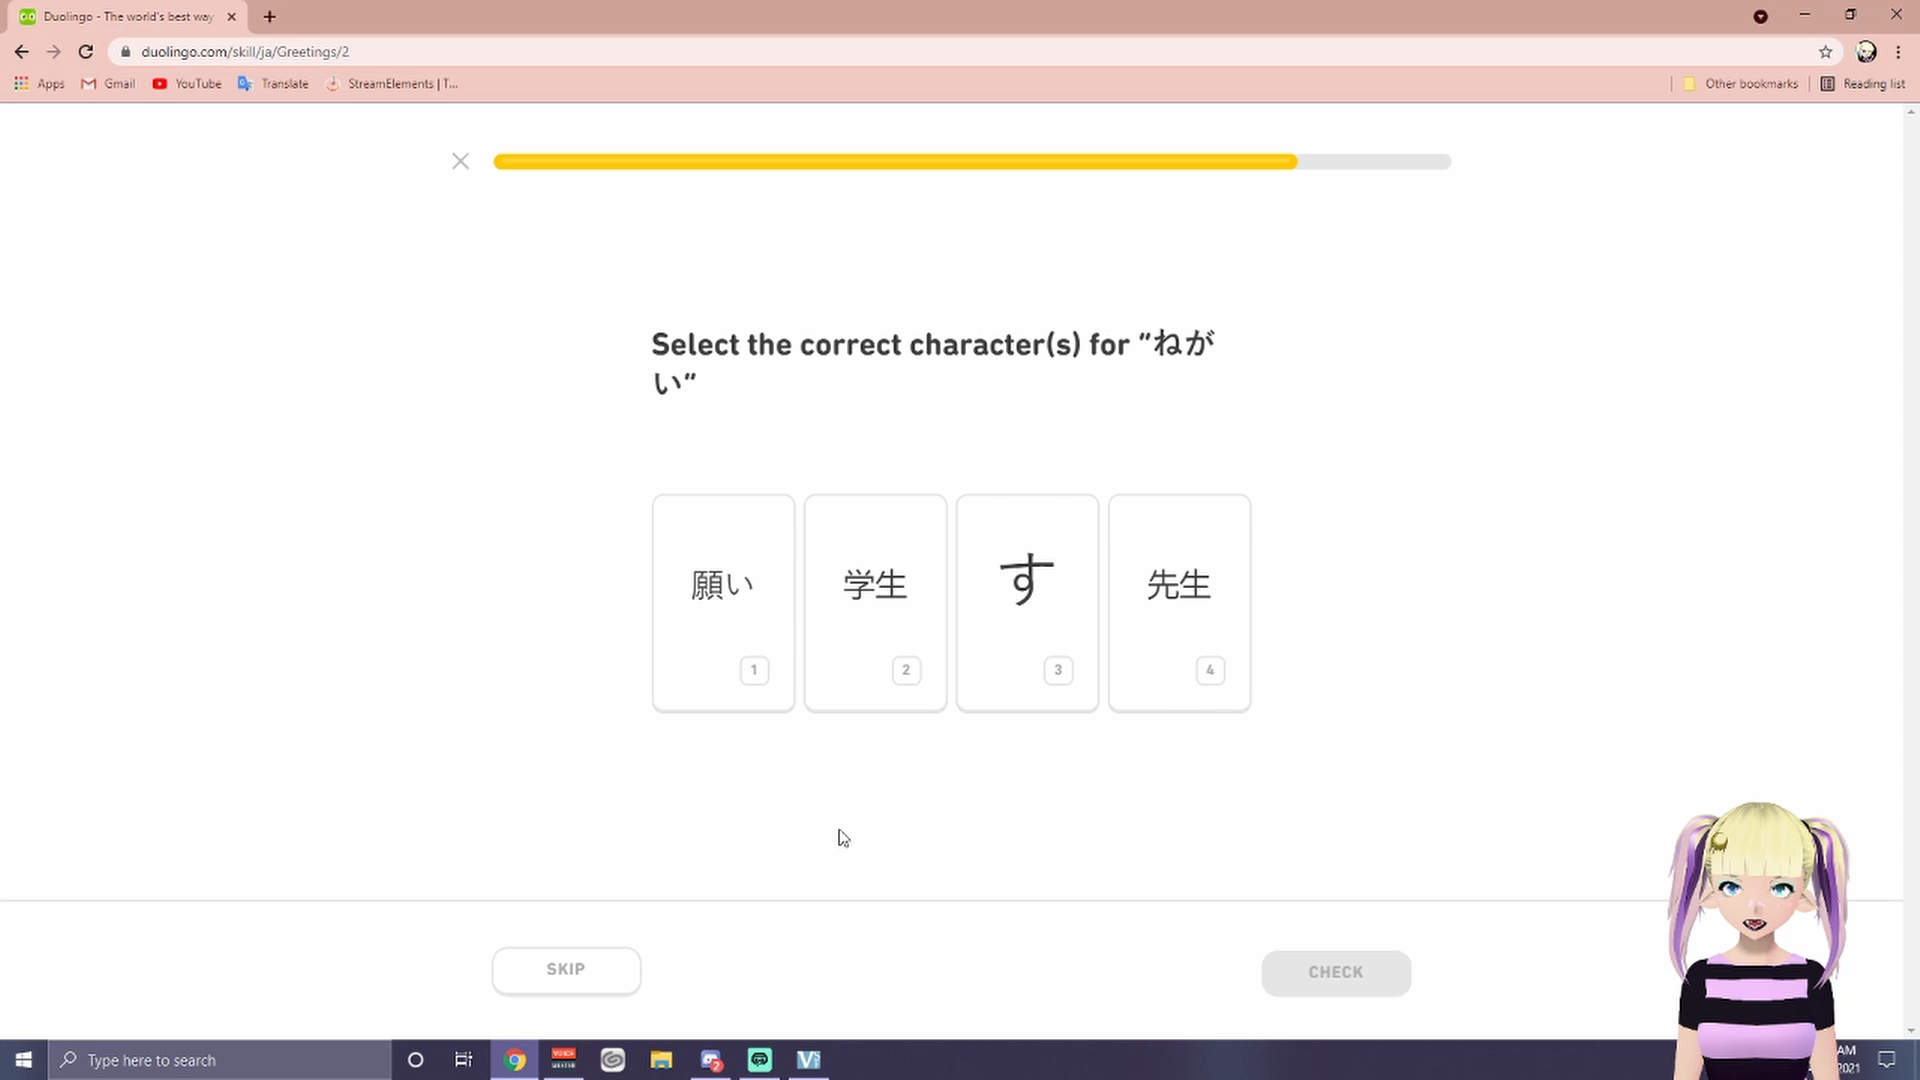 Duolingo - The world's best way
duolingo.com/skill/ja/Greetings/2
Apps Gmail YouTube Translate StreamElements | T... Other bookmarks Reading list
Select the correct character(s) for "ねが
い"
願い 学生 す 先生
1 2 3 4
SKIP CHECK
Type here to search
AM
2021